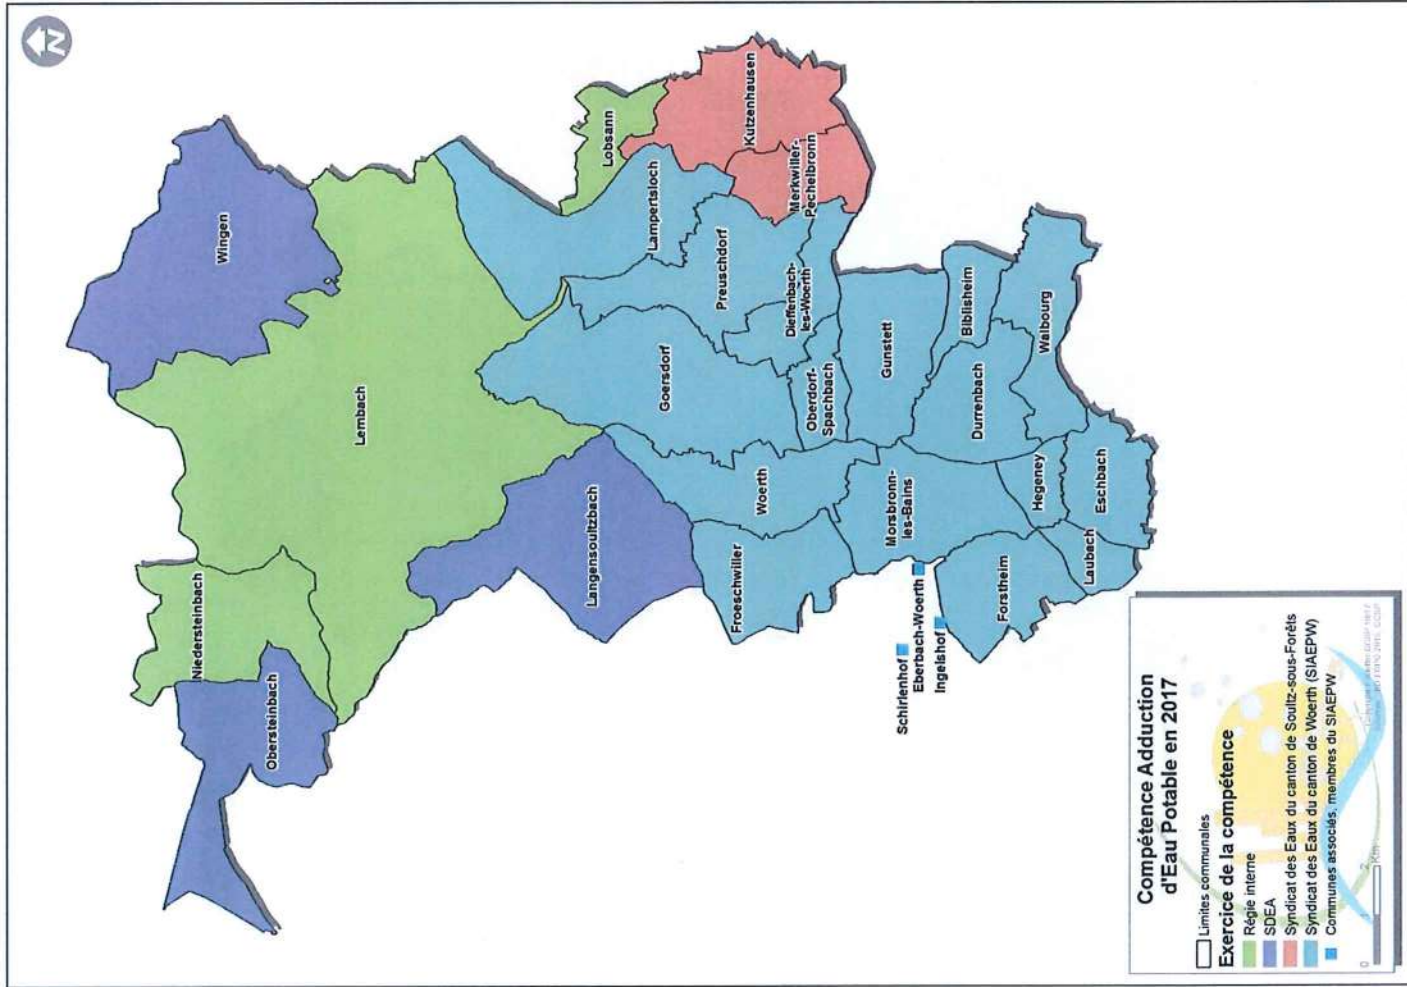 N
Wingen
Lembach
Niedersteinbach
Obersteinbach
Langensoultzbach
Lobsann
Kutzenhausen
Merkwiller-
Pechelbronn
Lampertsloch
Preuschdorf
Dieffenbach-
les-Woerth
Goersdorf
Oberdorf-
Spachbach
Gunstett
Biblisheim
Walbourg
Durrenbach
Woerth
Froeschwiller
Morsbronn-
les-Bains
Hegeney
Eschbach
Laubach
Forstheim
Schirlenhof
Eberbach-Woerth
Ingelshof
Compétence Adduction
d'Eau Potable en 2017
Limites communales
Exercice de la compétence
Régie interne
SDEA
Syndicat des Eaux du canton de Soultz-sous-Forêts
Syndicat des Eaux du canton de Woerth (SIAEPW)
Communes associés, membres du SIAEPW
0 1 2
Km